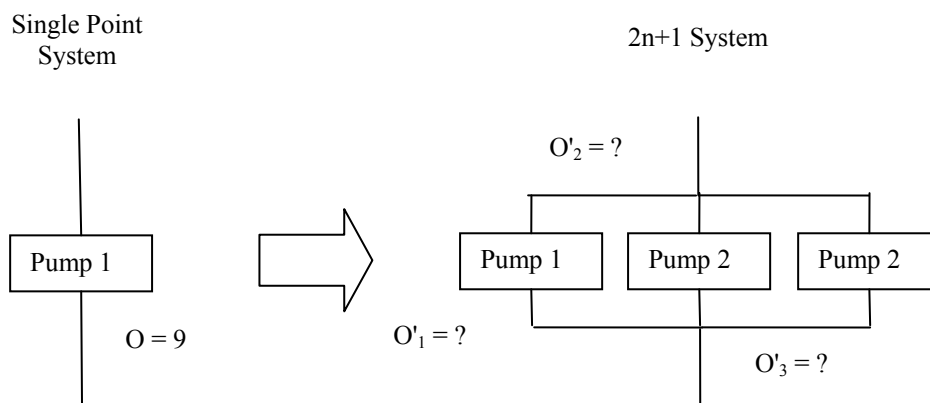 Single Point
System
2n+1 System
O'2 = ?
Pump 1
Pump 1
Pump 2
Pump 2
O = 9
O'1 = ?
O'3 = ?